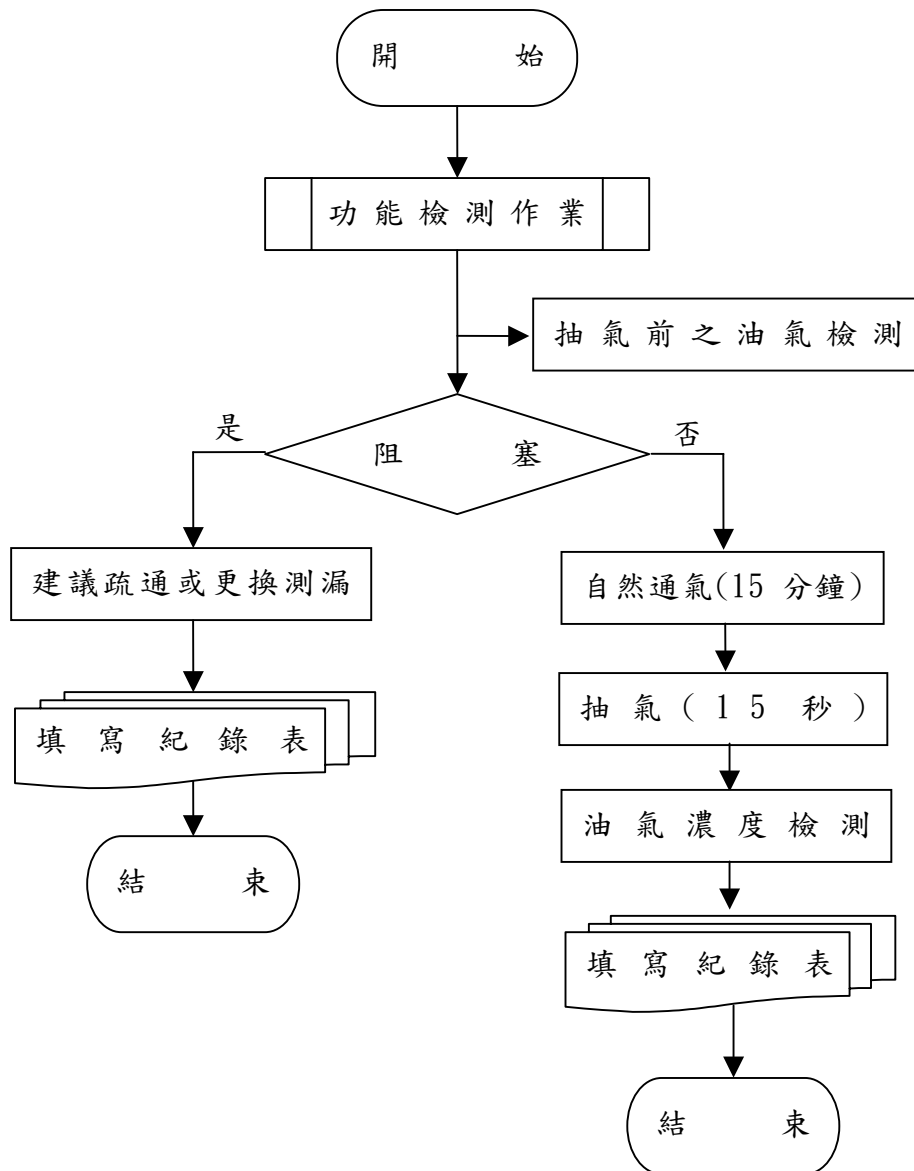 開 始
功能檢測作業
抽氣前之油氣檢測
是
否
阻 塞
建議疏通或更換測漏
自然通氣(15 分鐘)
填寫紀錄表
抽氣(15 秒)
油氣濃度檢測
結 束
填寫紀錄表
結 束